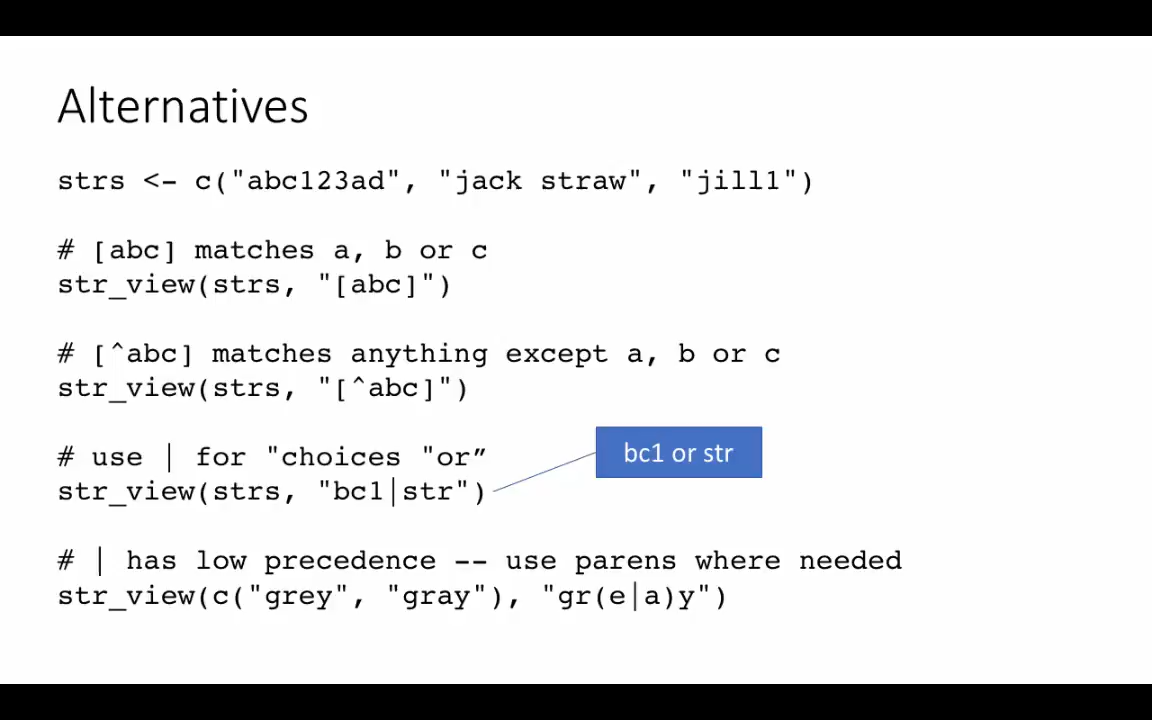 Alternatives
strs <- c("abc123ad", "jack straw", "jill1")
# [abc] matches a, b or c
str_view(strs, "[abc]")
# [^abc] matches anything except a, b or c
str_view(strs, "[^abc]")
# use | for "choices "or”
bc1 or str
str_view(strs, "bc1|str")
# | has low precedence -- use parens where needed
str_view(c("grey", "gray"), "gr(e|a)y")